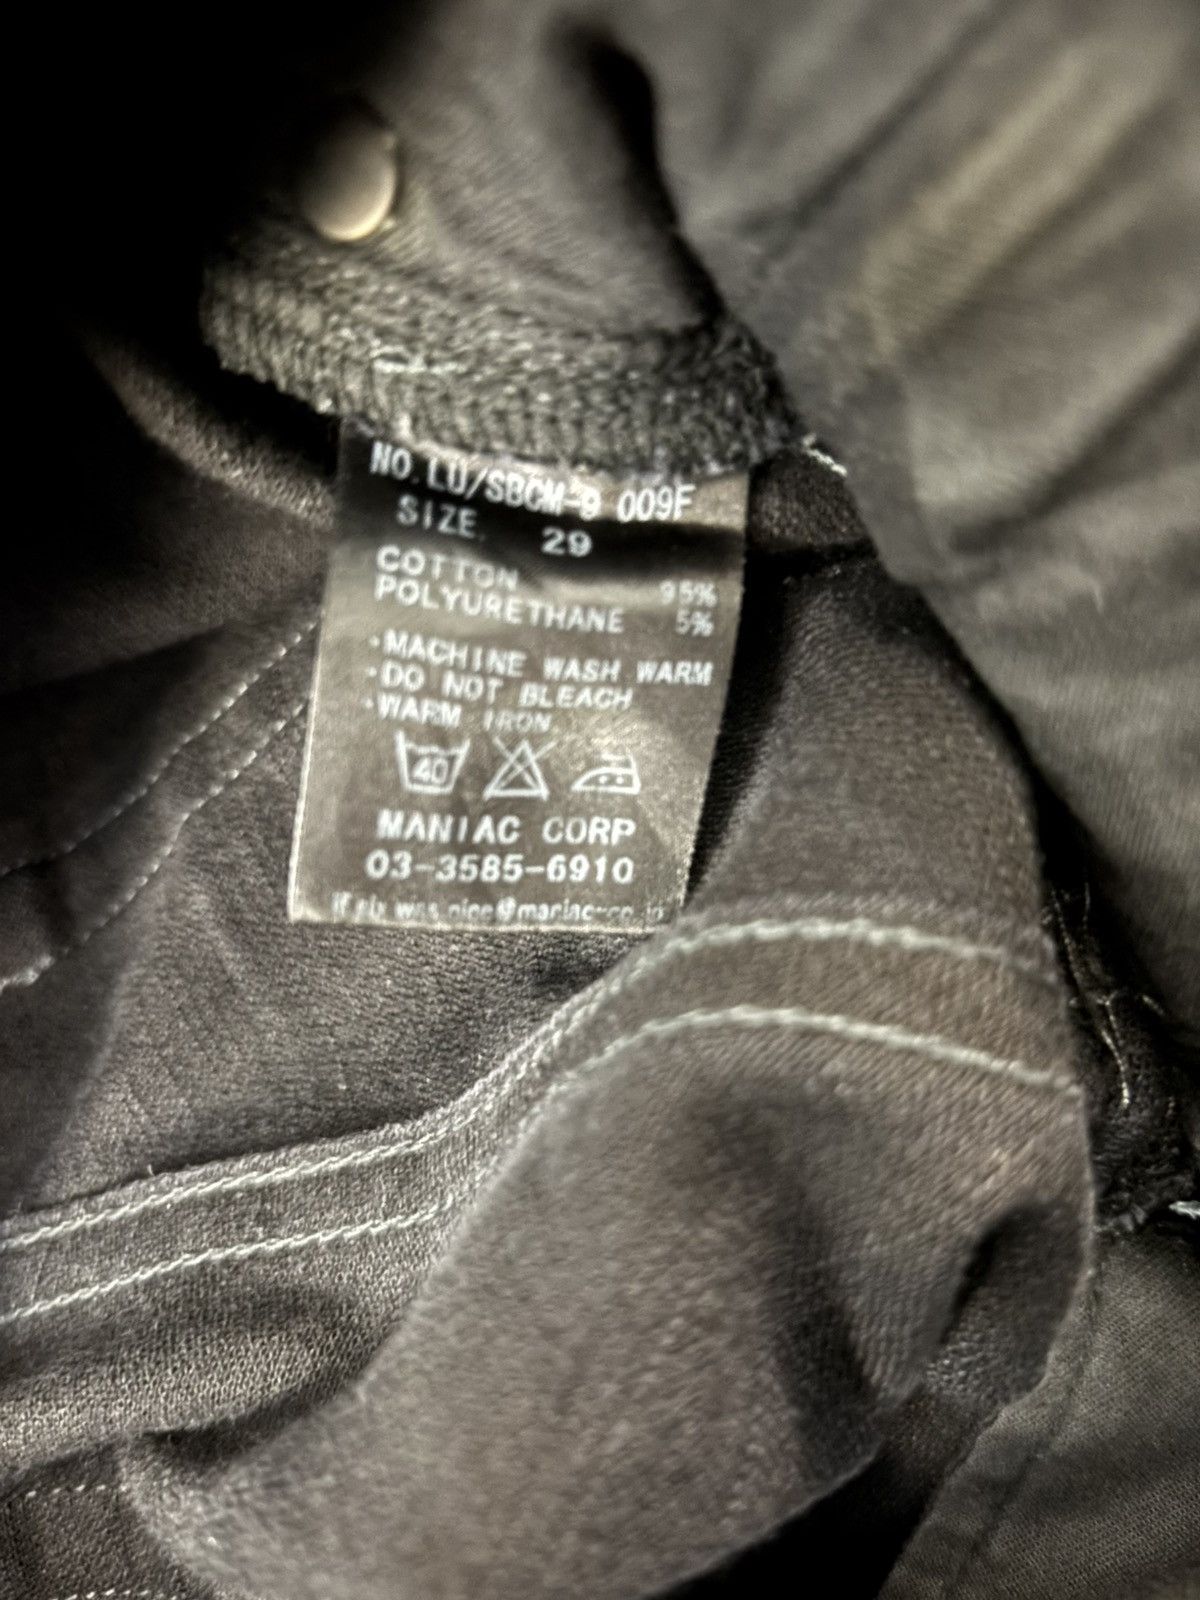 NO.LU/SBCM-9 009F
SIZE 29
COTTON 95%
POLYURETHANE 5%
・MACHINE WASH WARM
・DO NOT BLEACH
・WARM IRON
40
MANIAC CORP
03-3585-6910